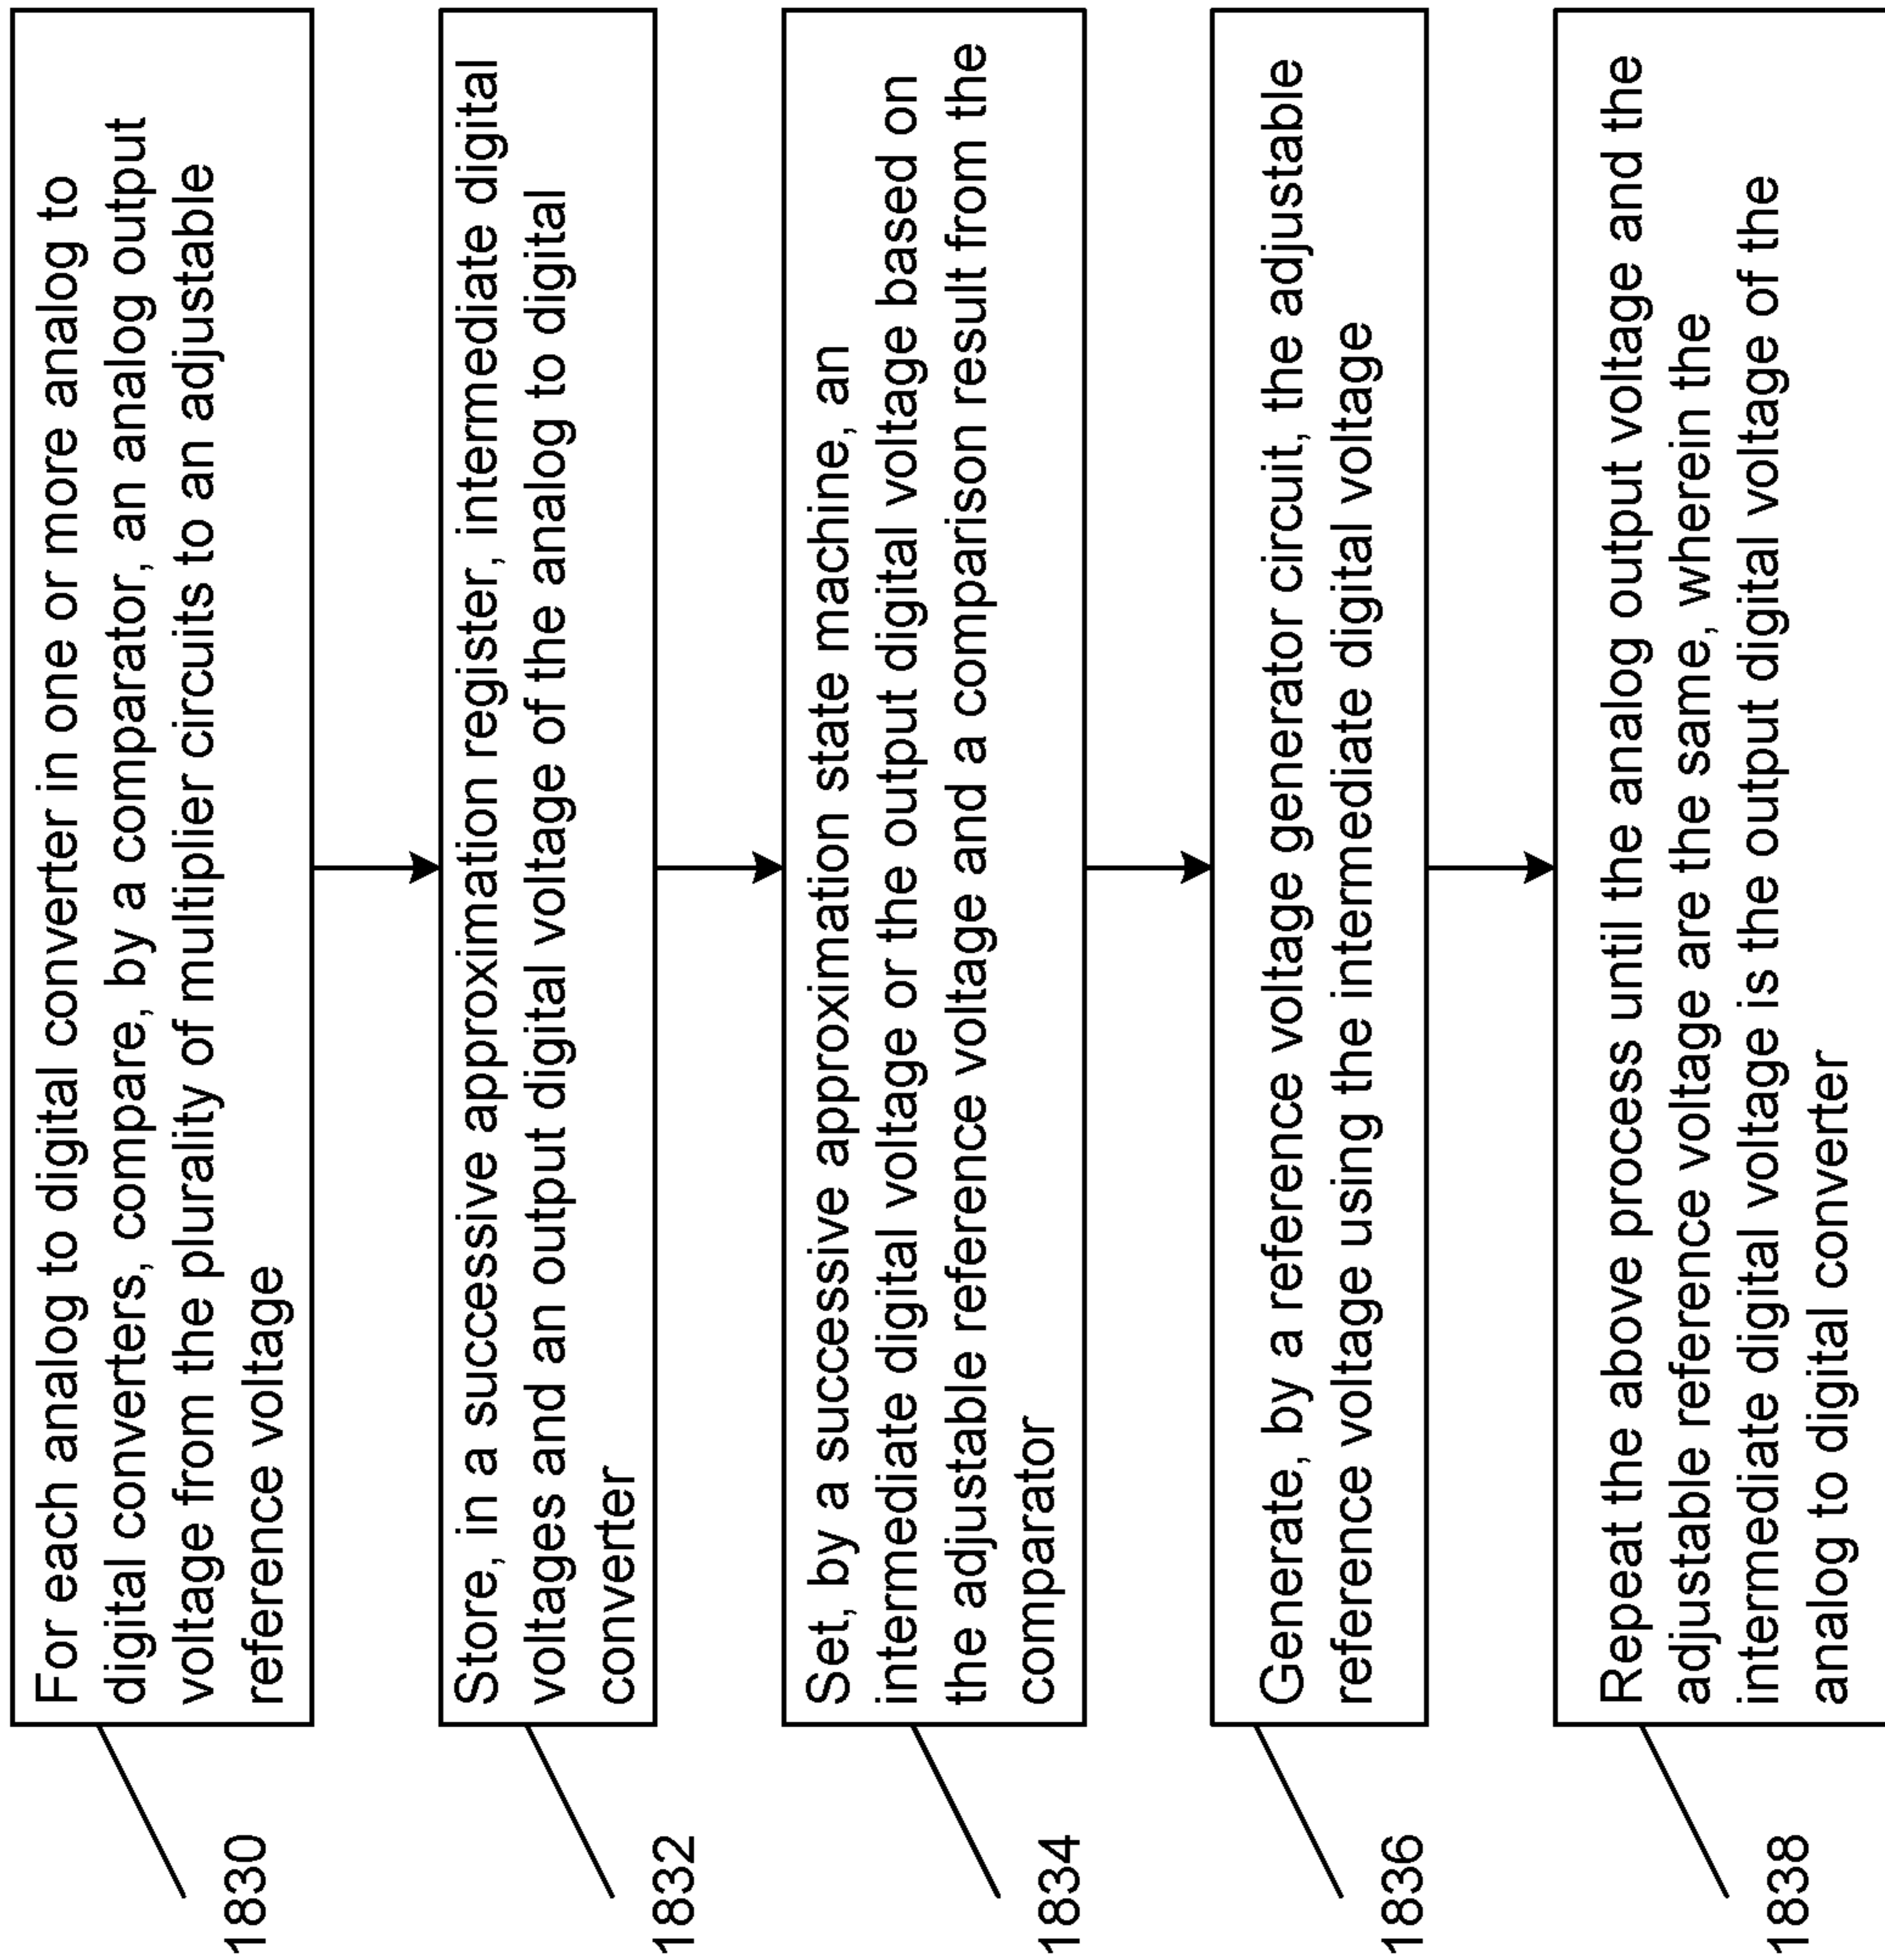 For each analog to digital converter in one or more analog to
digital converters, compare, by a comparator, an analog output
voltage from the plurality of multiplier circuits to an adjustable
reference voltage
1830
Store, in a successive approximation register, intermediate digital
voltages and an output digital voltage of the analog to digital
converter
1832
Set, by a successive approximation state machine, an
intermediate digital voltage or the output digital voltage based on
the adjustable reference voltage and a comparison result from the
comparator
1834
Generate, by a reference voltage generator circuit, the adjustable
reference voltage using the intermediate digital voltage
1836
Repeat the above process until the analog output voltage and the
adjustable reference voltage are the same, wherein the
intermediate digital voltage is the output digital voltage of the
analog to digital converter
1838